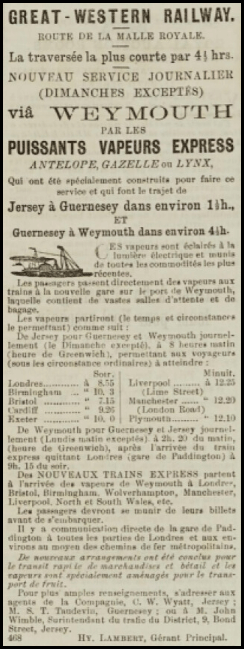 GREAT-WESTERN RAILWAY.
ROUTE DE LA MALLE ROYALE.
La traversée la plus courte par 4½ hrs.
NOUVEAU SERVICE JOURNALIER
(DIMANCHES EXCEPTÉS)
viâ WEYMOUTH
PAR LES
PUISSANTS VAPEURS EXPRESS
ANTELOPE, GAZELLE ou LYNX,
Qui ont été spécialement construits pour faire ce
service et qui font le trajet de
Jersey à Guernesey dans environ 1½h.,
ET
Guernesey à Weymouth dans environ 4½h.
CES vapeurs sont éclairés à la
lumière électrique et munis
de toutes les commodités les plus
récentes.
Les passagers passent directement des vapeurs aux
trains à la nouvelle gare sur le port de Weymouth,
laquelle contient de vastes salles d'attente et de
bagage.
Les vapeurs partiront (le temps et circonstances
le permettant) comme suit :
De Jersey pour Guernesey et Weymouth journel-
lement (le Dimanche excepté), à 8 heures matin
(heure de Greenwich), permettant aux voyageurs
(sous les circonstance ordinaires) à atteindre :
Soir. Minuit.
Londres............ à 8.55 Liverpool ......... à 12.25
Birmingham ... " 10. 3 (Lime Street)
Bristol ............ " 7.15 Manchester ...... " 12.20
Cardiff ............ " 9.26 (London Road)
Exeter ............ " 10. 0 Plymouth......... " 12.10
De Weymouth pour Guernesey et Jersey journel-
lement (Lundis matin exceptés) à 2h. 20 du matin,
(heure de Greenwich), après l'arrivée du train
express quittant Londres (gare de Paddington) à
9h. 15 du soir.
Des NOUVEAUX TRAINS EXPRESS partent
à l'arrivée des vapeurs de Weymouth à Londres,
Bristol, Birmingham, Wolverhampton, Manchester,
Liverpool, North et South Wales, etc.
Les passagers devront se munir de leurs billets
avant de s'embarquer.
Il y a communication directe de la gare de Pad-
dington à toutes les parties de Londres et aux en-
virons au moyen des chemins de fer métropolitains.
De nouveaux arrangements ont été conclus pour
le transit rapide de marchandises et bétail et les
vapeurs sont spécialement aménagés pour le trans-
port de fruit.
Pour plus amples renseignements, s'adresser aux
agents de la Compagnie, C. W. Wyatt, Jersey ;
M. S. T. Tandevin, Guernesey ; ou à M. John
Wimble, Surintendant du trafic du District, 9, Bond
Street, Jersey.
468 HY. LAMBERT, Gérant Principal.